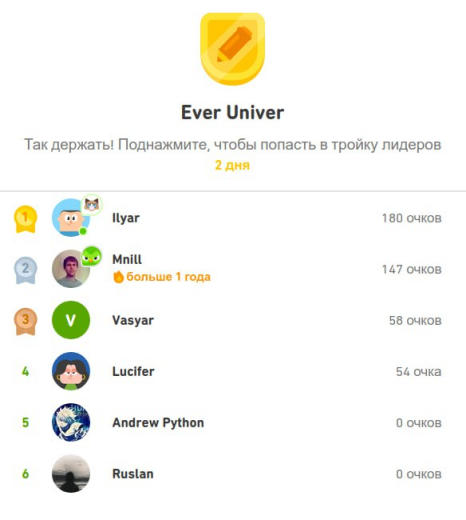 Ever Univer
Так держать! Поднажмите, чтобы попасть в тройку лидеров
2 дня
1 Ilyar 180 очков
2 Mnill 147 очков
больше 1 года
3 V Vasyar 58 очков
4 Lucifer 54 очка
5 Andrew Python 0 очков
6 Ruslan 0 очков